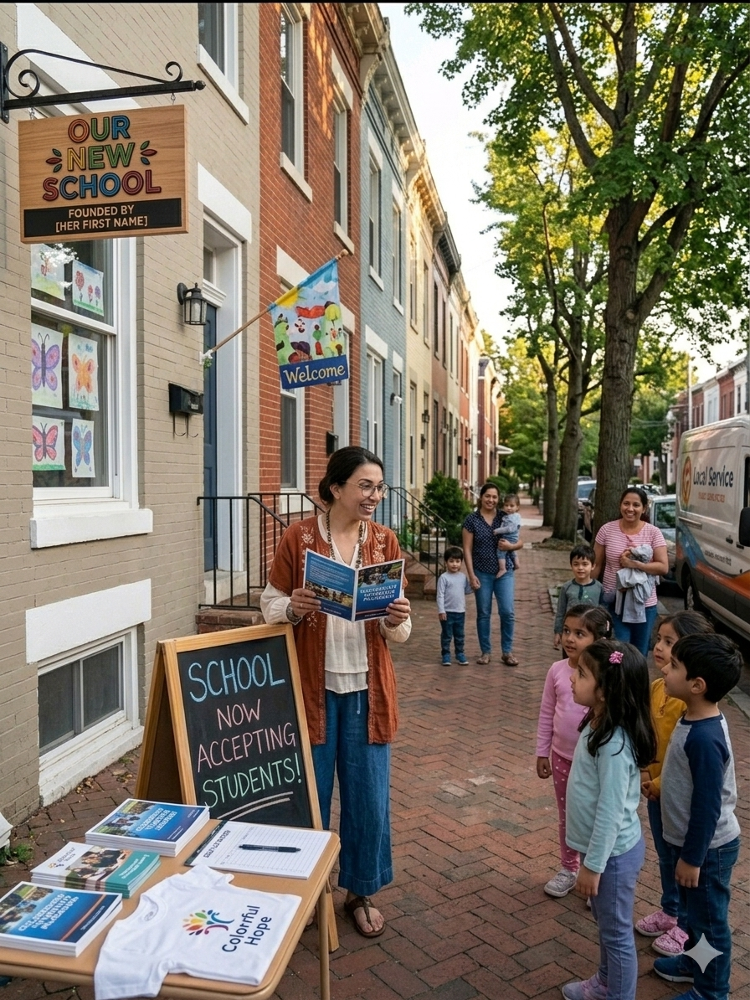 OUR
NEW
SCHOOL
FOUNDED BY
[HER FIRST NAME]
Welcome
Local Service
SCHOOL
NOW
ACCEPTING
STUDENTS!
Colorful
Hope